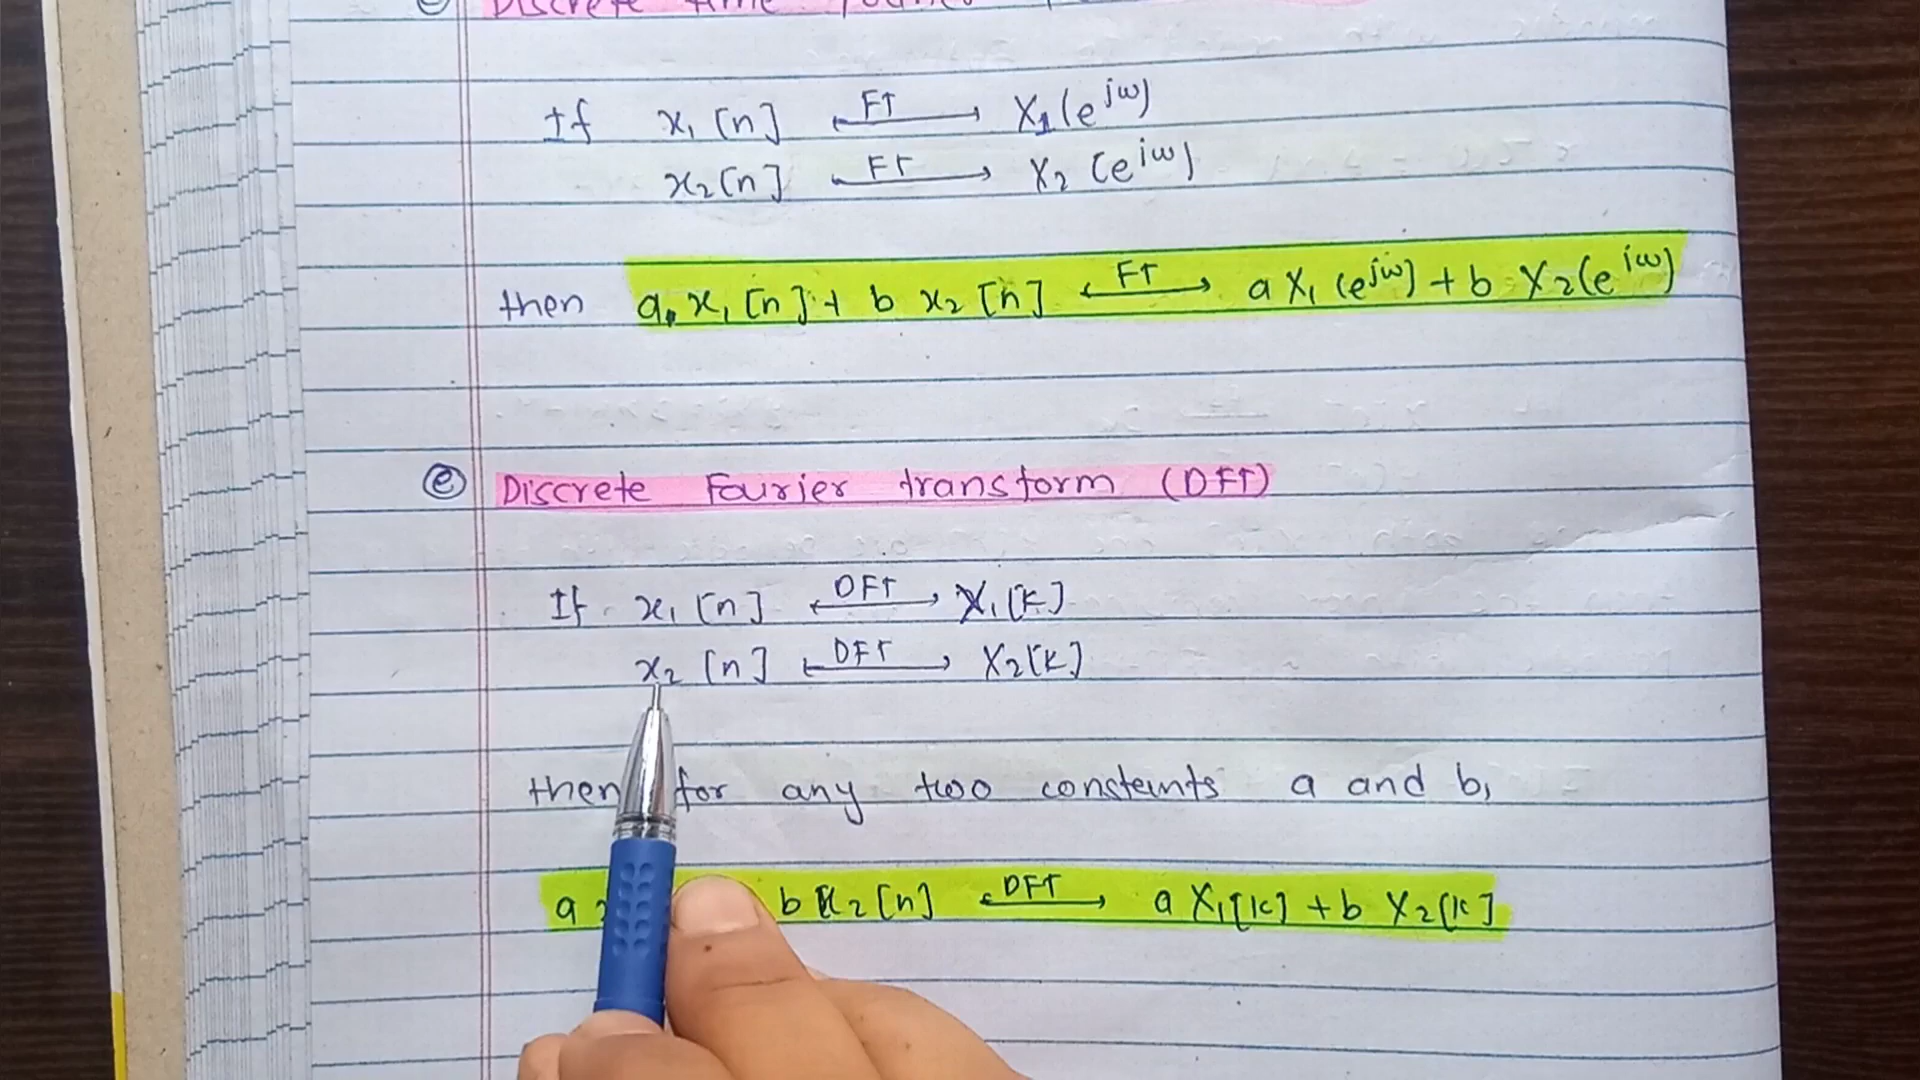 Discrete time
If x₁[n] ←FT→ X₁(e^jω)
x₂[n] ←FT→ X₂(e^jω)
then a x₁[n] + b x₂[n] ←FT→ a X₁(e^jω) + b X₂(e^jω)
ⓔ Discrete Fourier transform (DFT)
If x₁[n] ←DFT→ X₁[k]
x₂[n] ←DFT→ X₂[k]
then for any two constants a and b,
a b x₂[n] ←DFT→ a X₁[k] + b X₂[k]